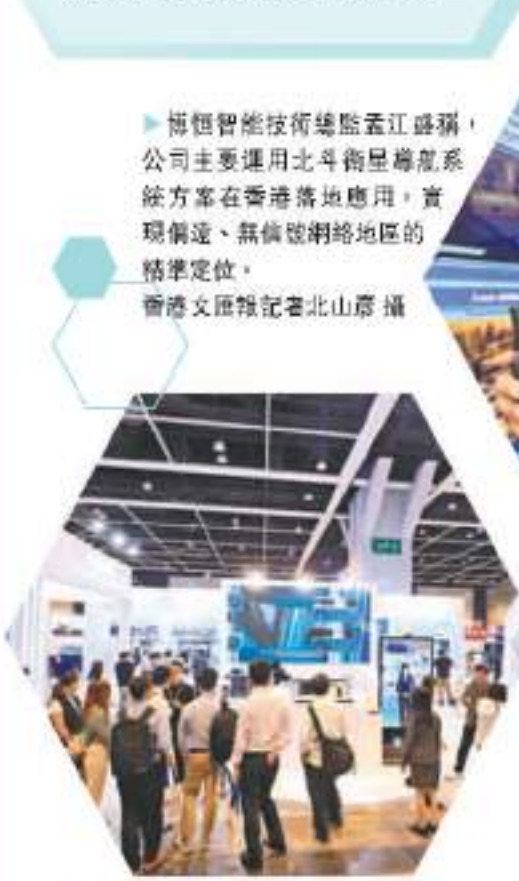 ▶博恒智能技術總監孟江盛稱，
公司主要運用北斗衛星導航系
統方案在香港落地應用，實
現偏遠、無信號網絡地區的
精準定位。
香港文匯報記者北山彥 攝